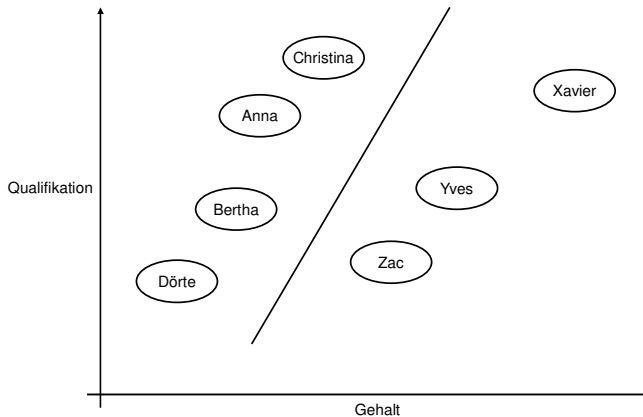 Christina
Xavier
Anna
Qualifikation
Yves
Bertha
Zac
Dörte
Gehalt